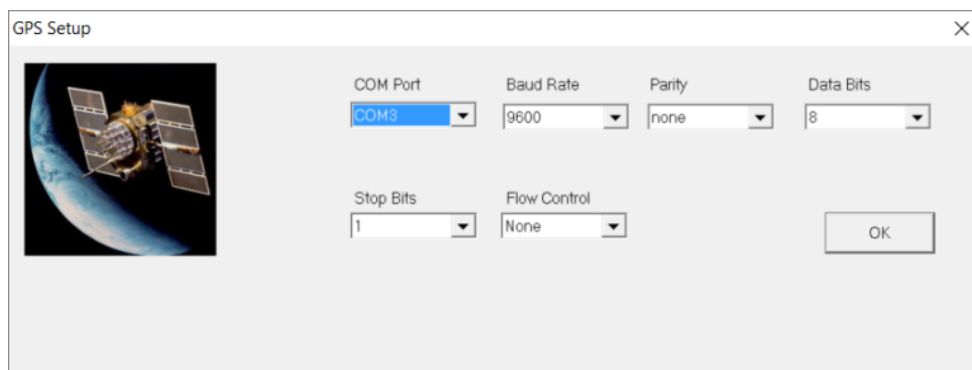 GPS Setup
COM Port Baud Rate Parity Data Bits
COM3 9600 none 8
Stop Bits Flow Control
1 None OK